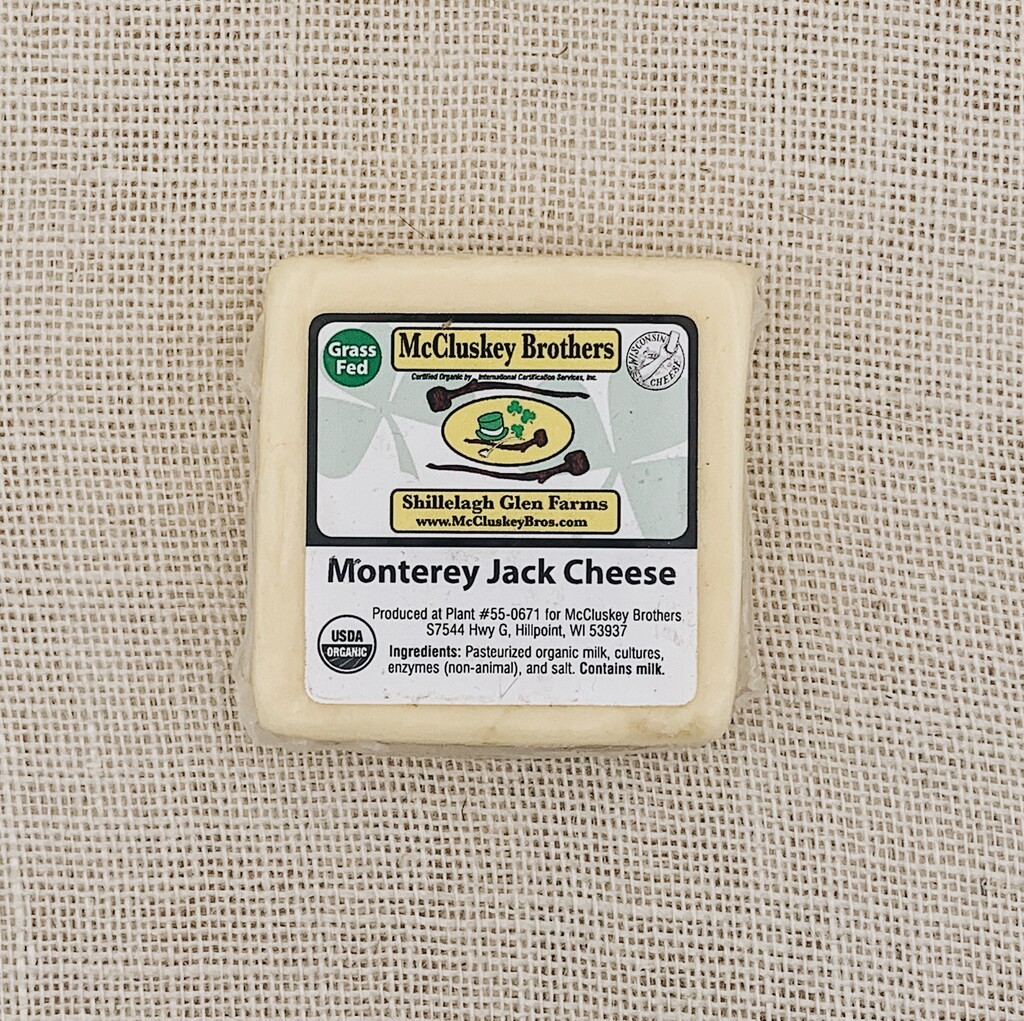 Grass
Fed
McCluskey Brothers
WISCONSIN
CHEESE
Certified Organic by International Certification Services, Inc.
Shillelagh Glen Farms
www.McCluskeyBros.com
Monterey Jack Cheese
Produced at Plant #55-0671 for McCluskey Brothers
S7544 Hwy G, Hillpoint, WI 53937
USDA
ORGANIC
Ingredients: Pasteurized organic milk, cultures,
enzymes (non-animal), and salt. Contains milk.